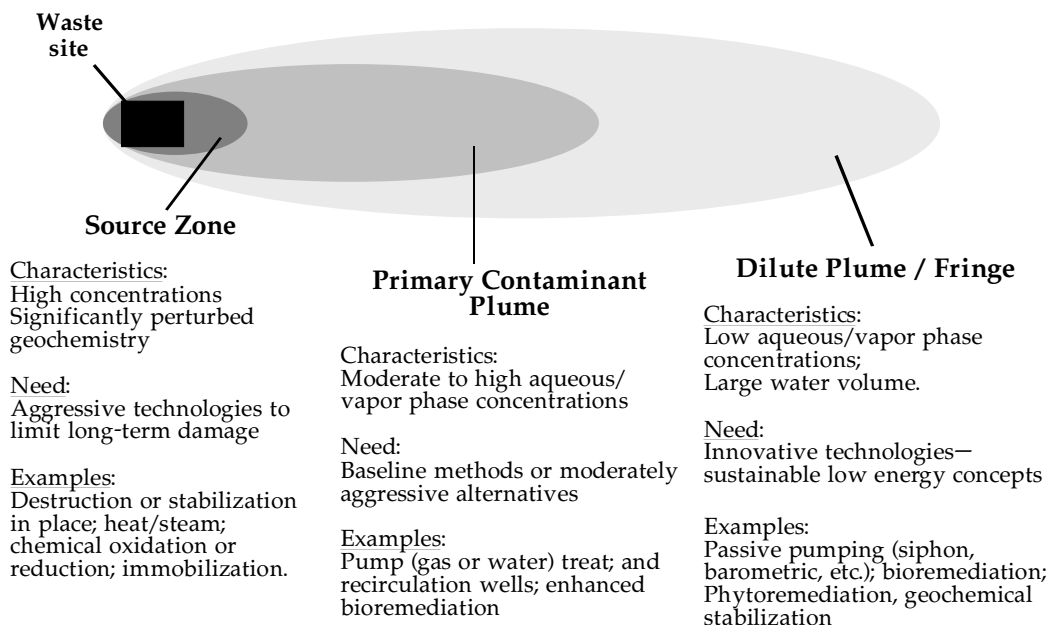 Waste
site
Source Zone
Characteristics:
High concentrations
Significantly perturbed
geochemistry
Need:
Aggressive technologies to
limit long-term damage
Examples:
Destruction or stabilization
in place; heat/steam;
chemical oxidation or
reduction; immobilization.
Primary Contaminant
Plume
Characteristics:
Moderate to high aqueous/
vapor phase concentrations
Need:
Baseline methods or moderately
aggressive alternatives
Examples:
Pump (gas or water) treat; and
recirculation wells; enhanced
bioremediation
Dilute Plume / Fringe
Characteristics:
Low aqueous/vapor phase
concentrations;
Large water volume.
Need:
Innovative technologies—
sustainable low energy concepts
Examples:
Passive pumping (siphon,
barometric, etc.); bioremediation;
Phytoremediation, geochemical
stabilization